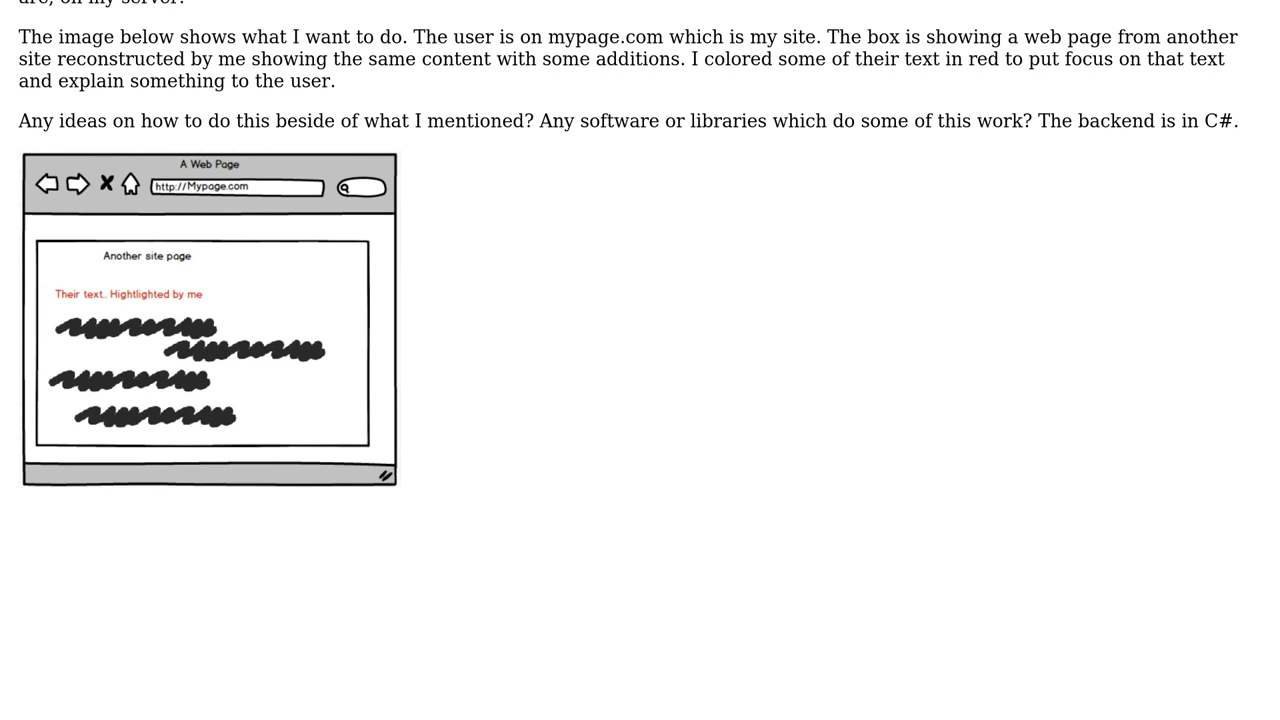 are, on my server.
The image below shows what I want to do. The user is on mypage.com which is my site. The box is showing a web page from another
site reconstructed by me showing the same content with some additions. I colored some of their text in red to put focus on that text
and explain something to the user.
Any ideas on how to do this beside of what I mentioned? Any software or libraries which do some of this work? The backend is in C#.
A Web Page
http://Mypage.com
Another site page
Their text. Hightlighted by me